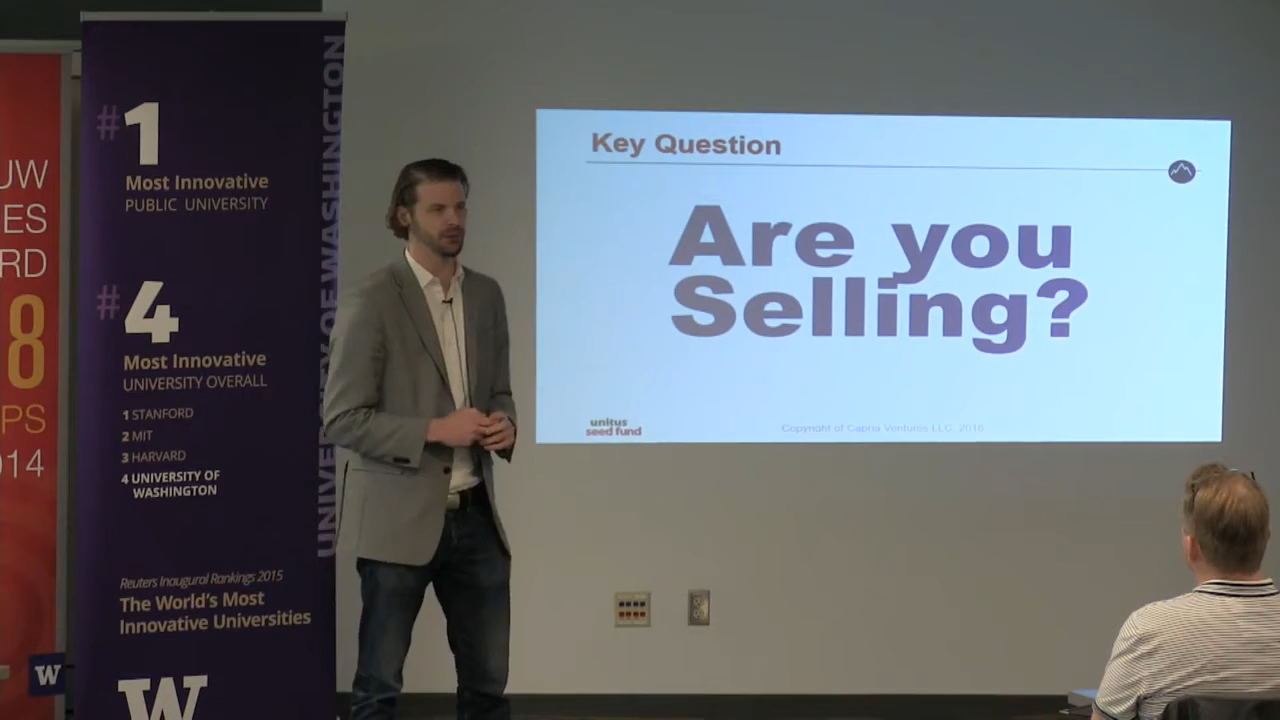 UW
ES
RD
8
PS
014
W
#1
Most Innovative
PUBLIC UNIVERSITY
#4
Most Innovative
UNIVERSITY OVERALL
1 STANFORD
2 MIT
3 HARVARD
4 UNIVERSITY OF
WASHINGTON
Reuters Inaugural Rankings 2015
The World's Most
Innovative Universities
W
UNIVERSITY OF WASHINGTON
Key Question
Are you
Selling?
unitus
seed fund
Copyright of Capria Ventures LLC, 2016